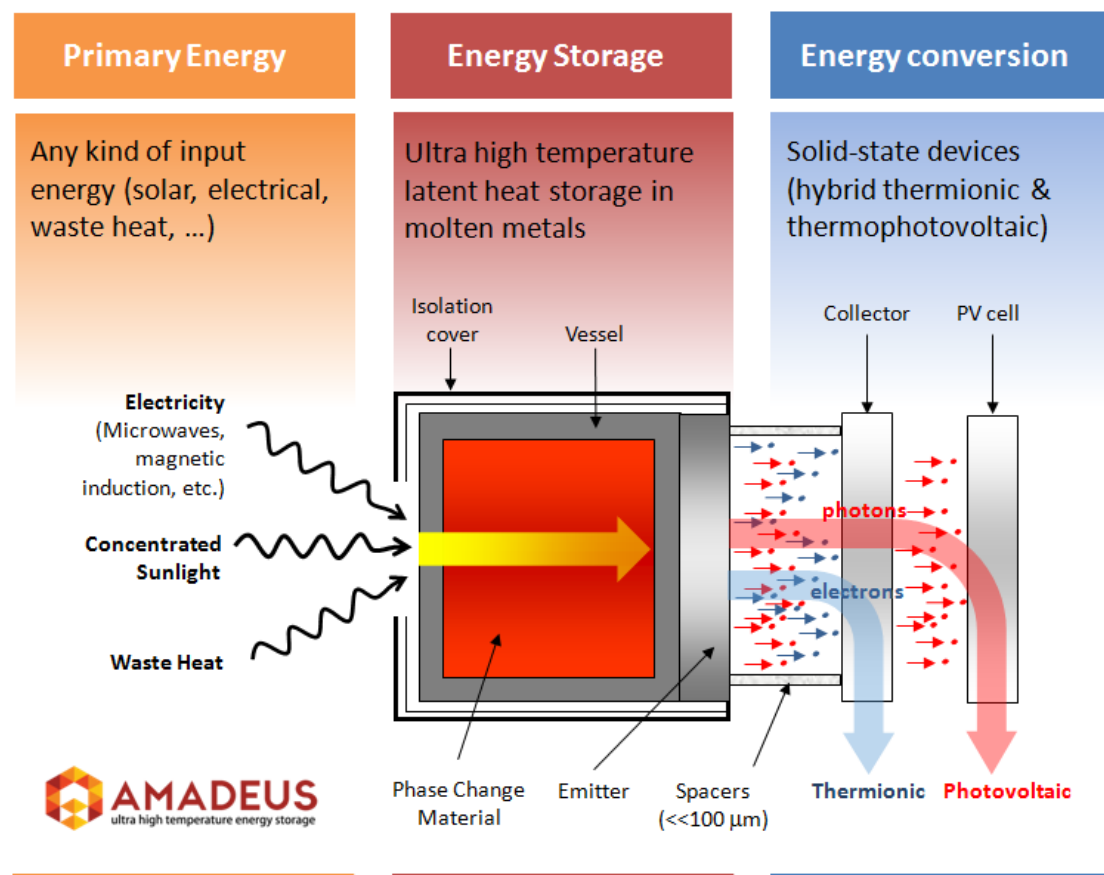 Primary Energy
Energy Storage
Energy conversion
Any kind of input
energy (solar, electrical,
waste heat, ...)
Ultra high temperature
latent heat storage in
molten metals
Solid-state devices
(hybrid thermionic &
thermophotovoltaic)
Isolation
cover
Vessel
Collector
PV cell
Electricity
(Microwaves,
magnetic
induction, etc.)
Concentrated
Sunlight
Waste Heat
photons
electrons
Phase Change
Material
Emitter
Spacers
(<<100 µm)
Thermionic
Photovoltaic
AMADEUS
ultra high temperature energy storage